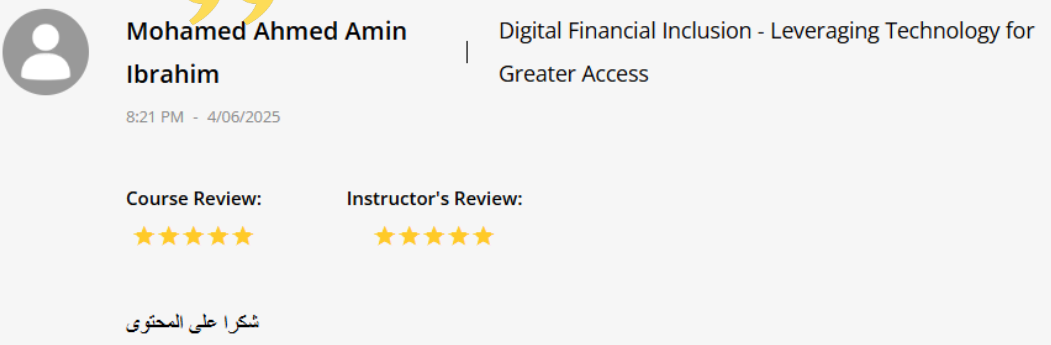 Mohamed Ahmed Amin
Ibrahim
8:21 PM - 4/06/2025
Digital Financial Inclusion - Leveraging Technology for
Greater Access
Course Review:
Instructor's Review:
شكرا على المحتوى